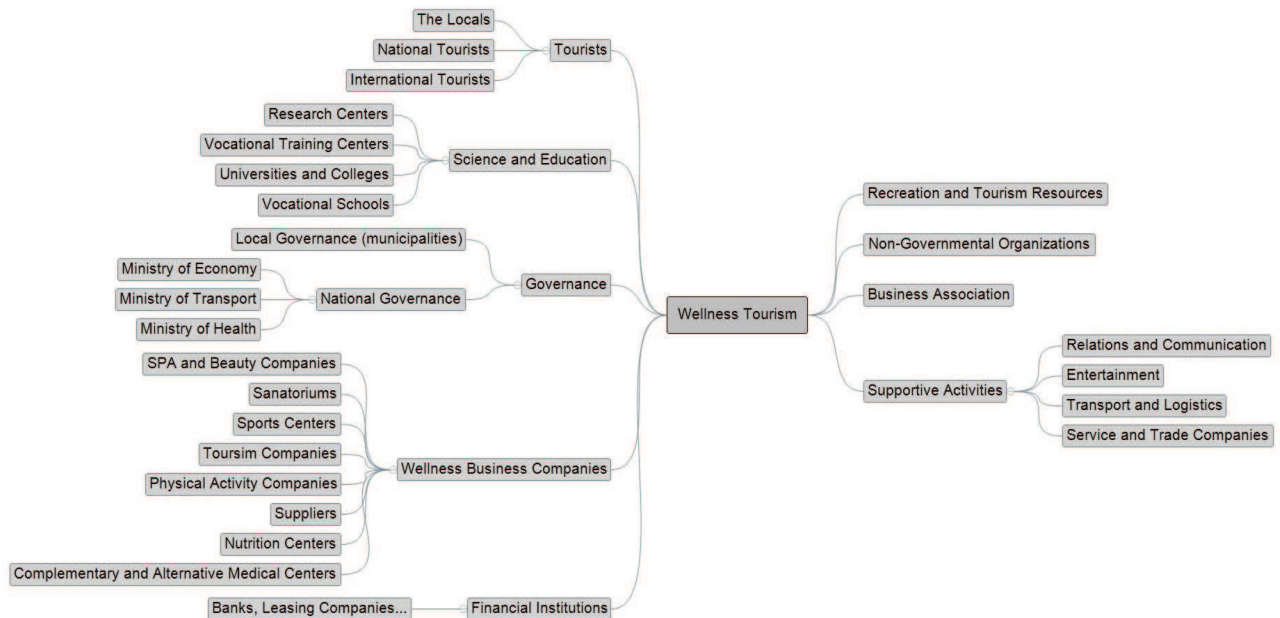 The Locals
National Tourists
International Tourists
Tourists
Research Centers
Vocational Training Centers
Universities and Colleges
Vocational Schools
Science and Education
Local Governance (municipalities)
Ministry of Economy
Ministry of Transport
Ministry of Health
National Governance
Governance
SPA and Beauty Companies
Sanatoriums
Sports Centers
Toursim Companies
Physical Activity Companies
Suppliers
Nutrition Centers
Complementary and Alternative Medical Centers
Wellness Business Companies
Banks, Leasing Companies...
Financial Institutions
Wellness Tourism
Recreation and Tourism Resources
Non-Governmental Organizations
Business Association
Supportive Activities
Relations and Communication
Entertainment
Transport and Logistics
Service and Trade Companies